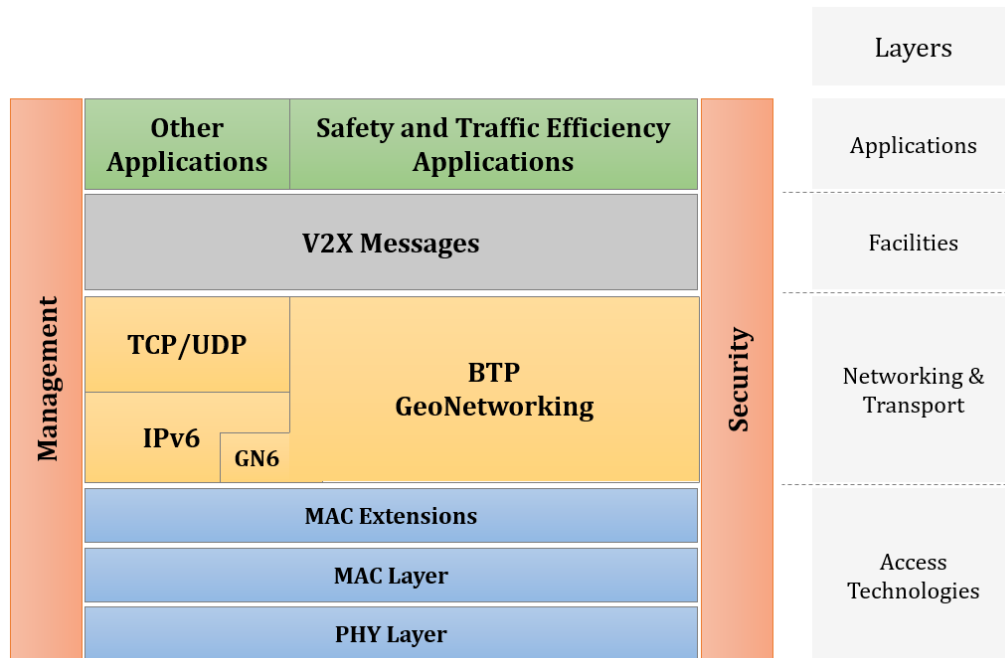 Layers
Other
Applications
Safety and Traffic Efficiency
Applications
Applications
V2X Messages
Facilities
Management
Security
TCP/UDP
BTP
GeoNetworking
Networking &
Transport
IPv6
GN6
MAC Extensions
MAC Layer
Access
Technologies
PHY Layer